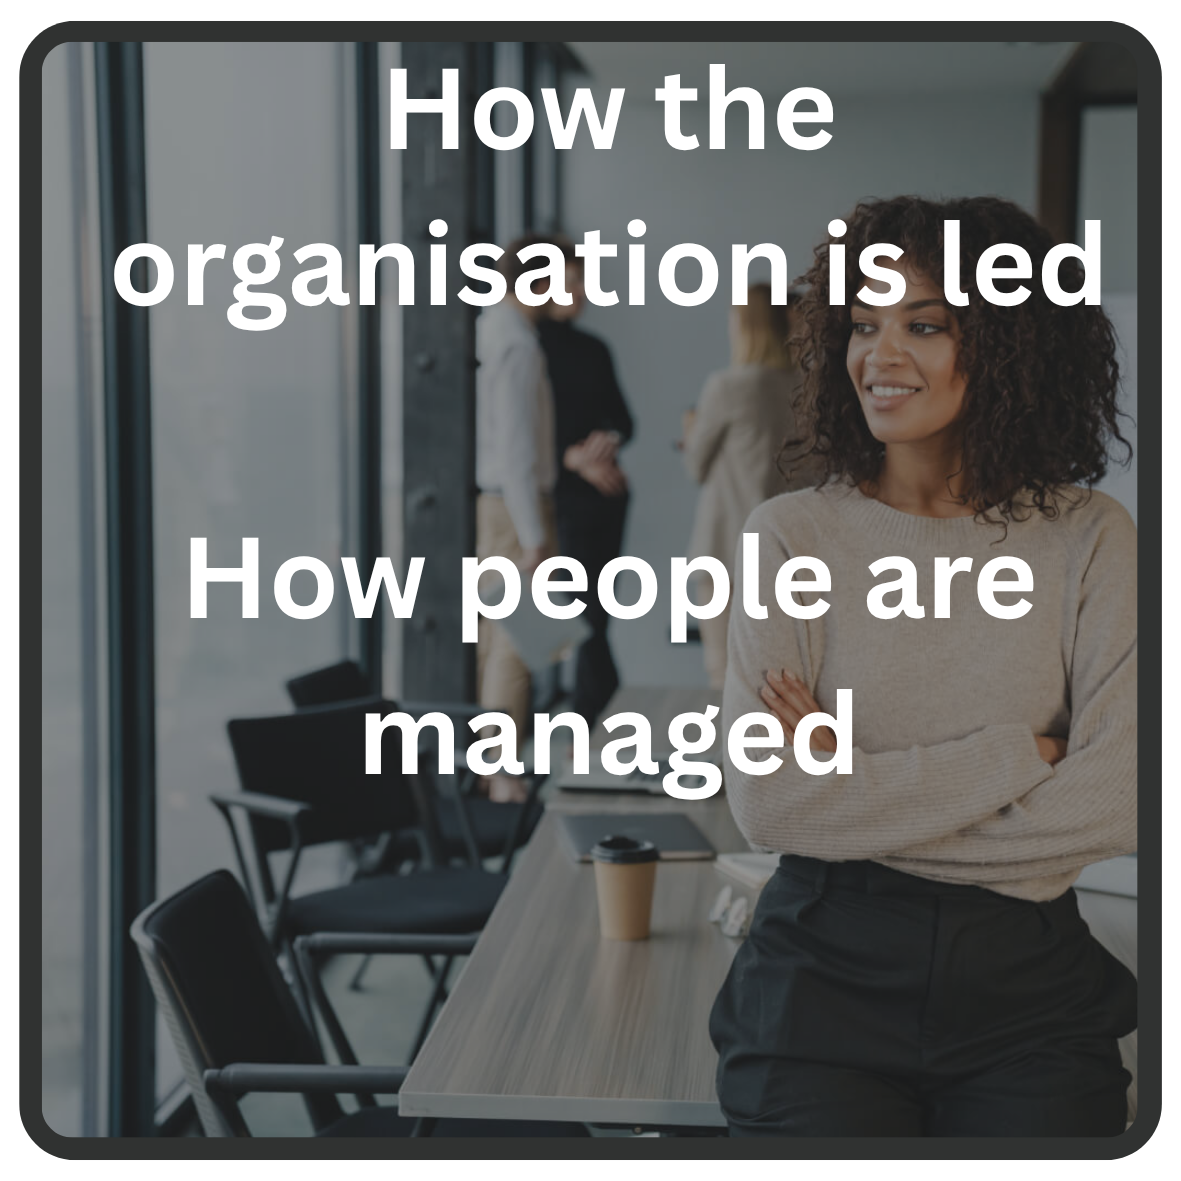 How the
organisation is led
How people are
managed